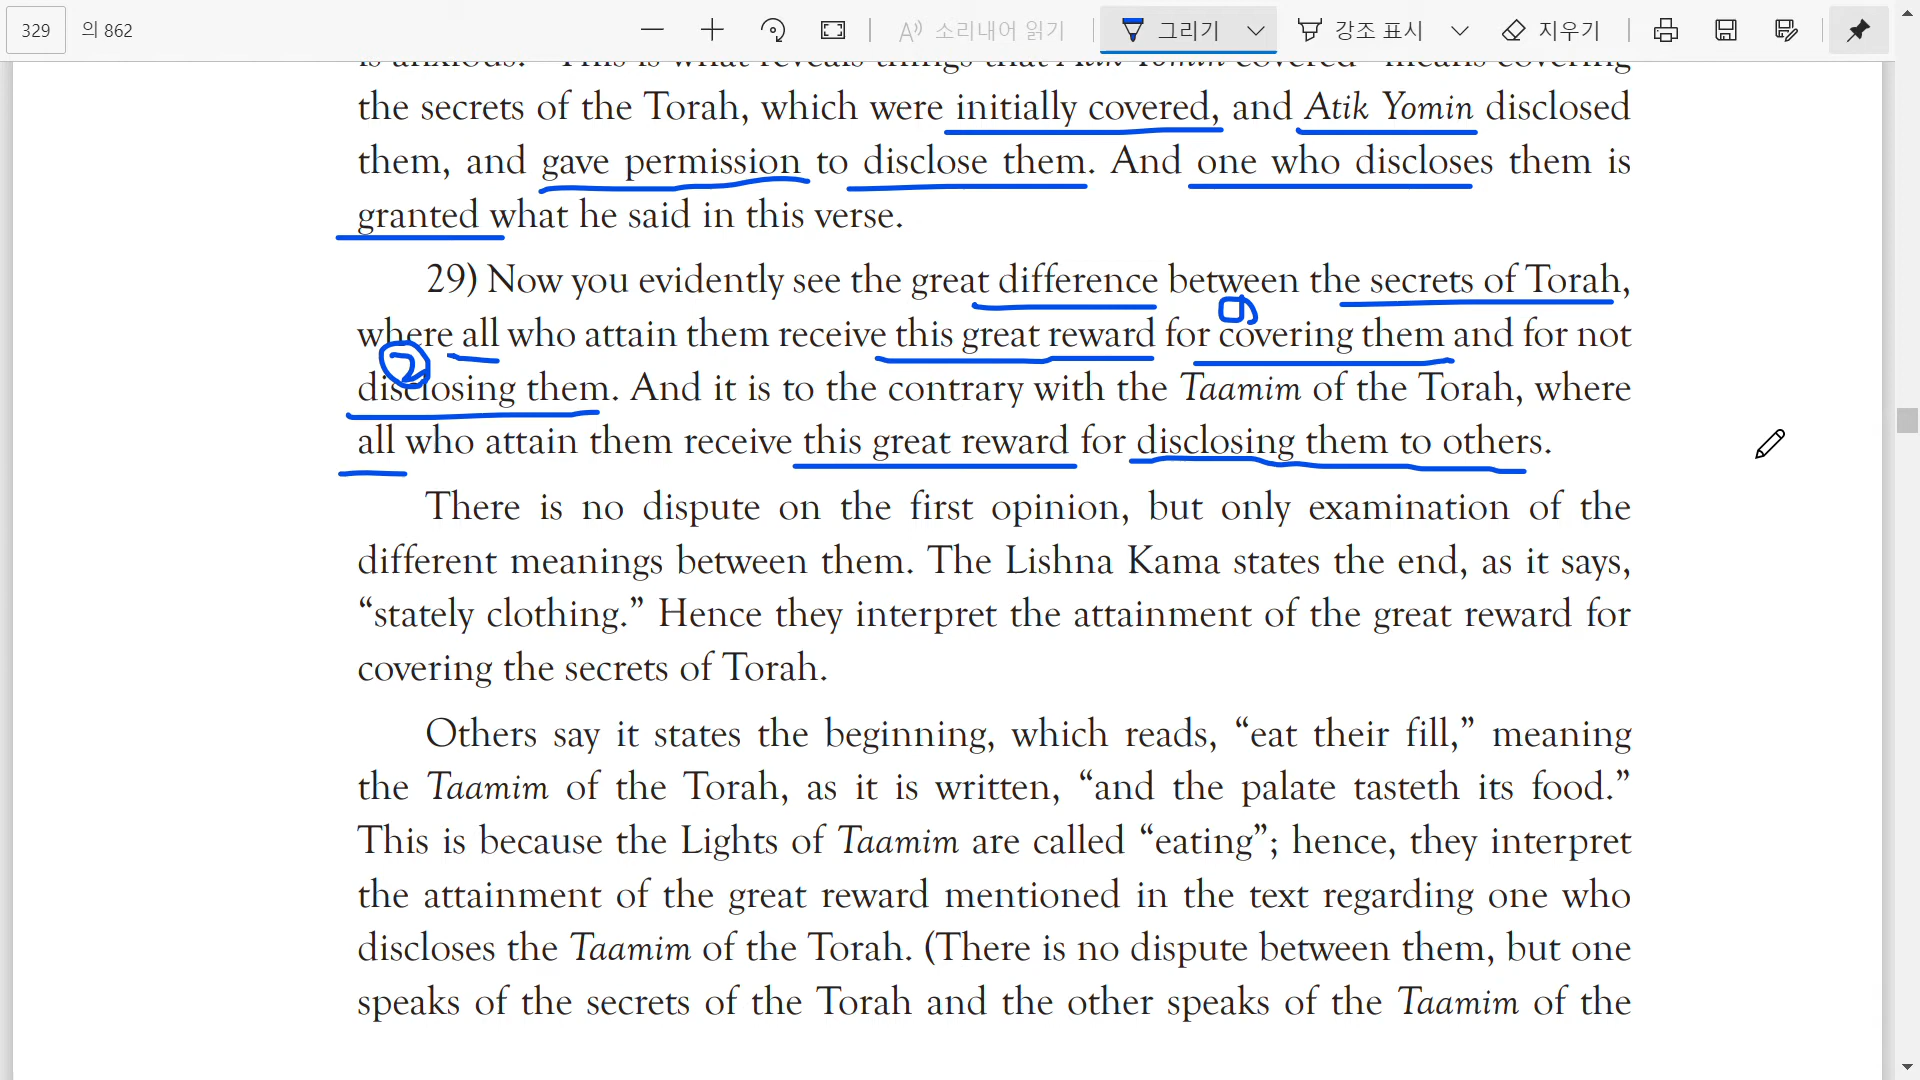 329 의 862 소리내어 읽기 그리기 강조 표시 지우기
the secrets of the Torah, which were initially covered, and Atik Yomin disclosed
them, and gave permission to disclose them. And one who discloses them is
granted what he said in this verse.
29) Now you evidently see the great difference between the secrets of Torah,
where all who attain them receive this great reward for covering them and for not
disclosing them. And it is to the contrary with the Taamim of the Torah, where
all who attain them receive this great reward for disclosing them to others.
There is no dispute on the first opinion, but only examination of the
different meanings between them. The Lishna Kama states the end, as it says,
“stately clothing.” Hence they interpret the attainment of the great reward for
covering the secrets of Torah.
Others say it states the beginning, which reads, “eat their fill,” meaning
the Taamim of the Torah, as it is written, “and the palate tasteth its food.”
This is because the Lights of Taamim are called “eating”; hence, they interpret
the attainment of the great reward mentioned in the text regarding one who
discloses the Taamim of the Torah. (There is no dispute between them, but one
speaks of the secrets of the Torah and the other speaks of the Taamim of the